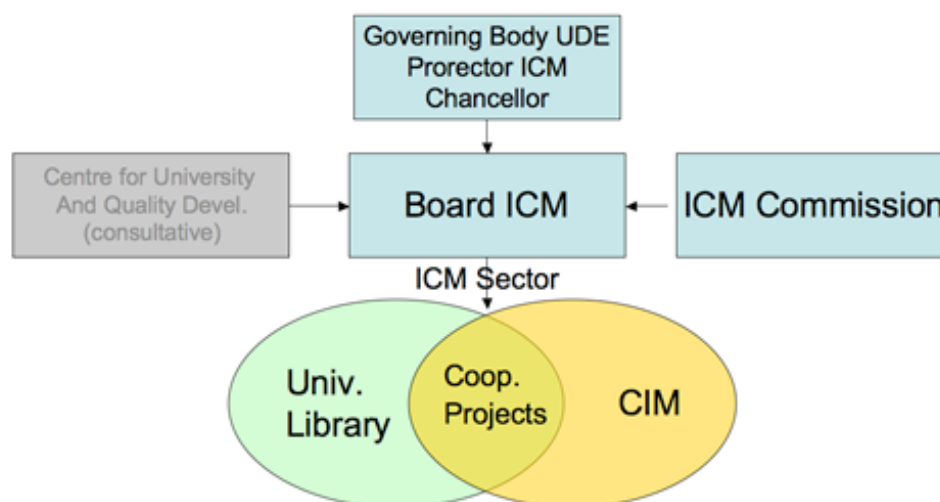 Governing Body UDE
Prorector ICM
Chancellor
Centre for University
And Quality Devel.
(consultative)
Board ICM
ICM Commission
ICM Sector
Univ.
Library
Coop.
Projects
CIM